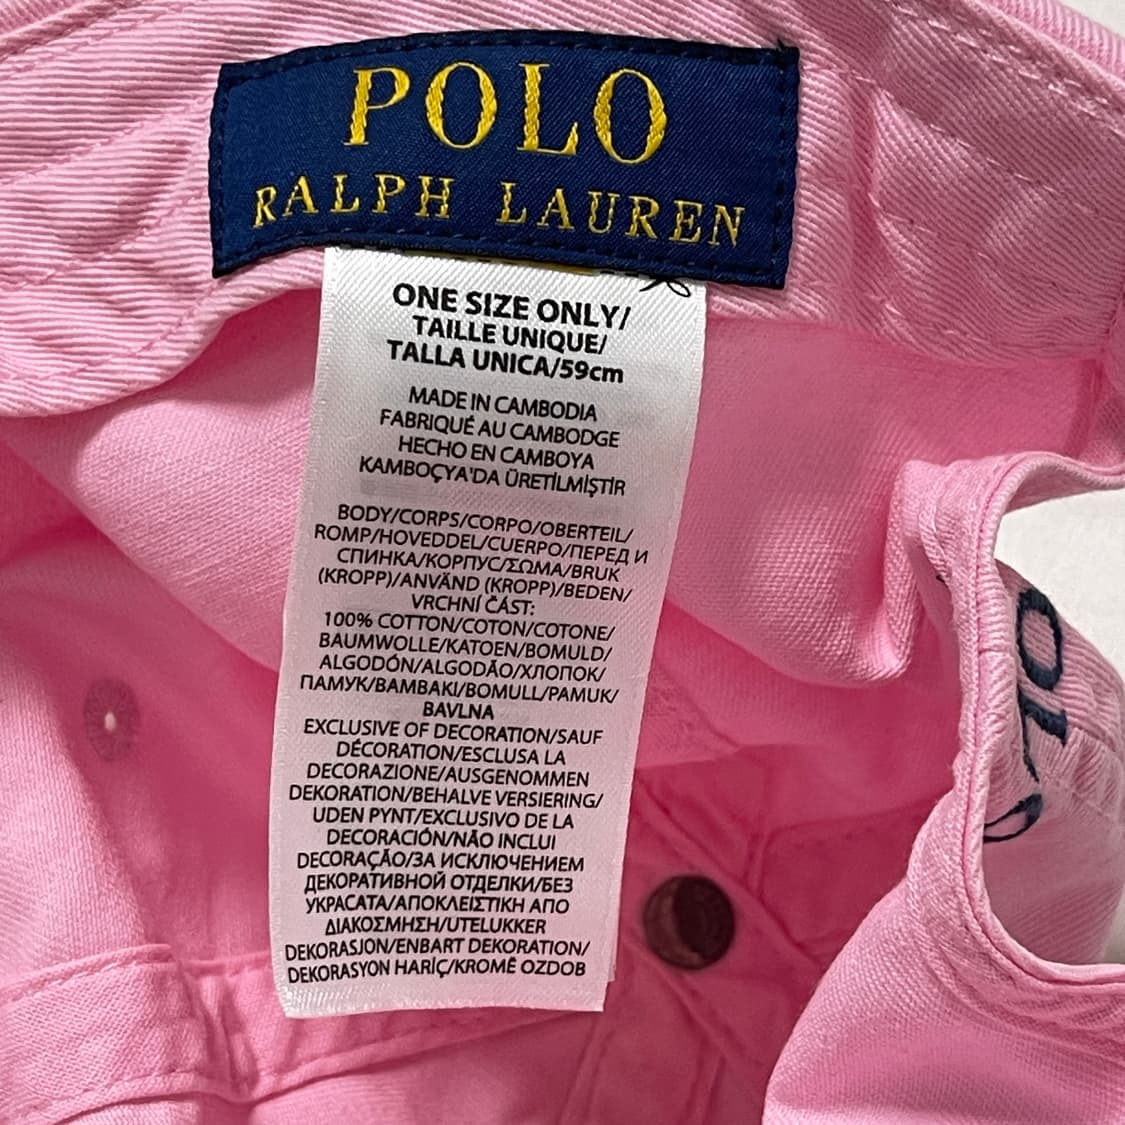 POLO
RALPH LAUREN
ONE SIZE ONLY/
TAILLE UNIQUE/
TALLA UNICA/59cm
MADE IN CAMBODIA
FABRIQUÉ AU CAMBODGE
HECHO EN CAMBOYA
KAMBOÇYA'DA ÜRETİLMİŞTİR
BODY/CORPS/CORPO/OBERTEIL/
ROMP/HOVEDDEL/CUERPO/ПЕРЕД И
СПИНКА/КОРПУС/ΣΩΜΑ/BRUK
(KROPP)/ANVÄND (KROPP)/BEDEN/
VRCHNÍ ČÁST:
100% COTTON/COTON/COTONE/
BAUMWOLLE/KATOEN/BOMULD/
ALGODÓN/ALGODÃO/ХЛОПОК/
ПАМУК/BAMBAKI/BOMULL/PAMUK/
BAVLNA
EXCLUSIVE OF DECORATION/SAUF
DÉCORATION/ESCLUSA LA
DECORAZIONE/AUSGENOMMEN
DEKORATION/BEHALVE VERSIERING/
UDEN PYNT/EXCLUSIVO DE LA
DECORACIÓN/NÃO INCLUI
DECORAÇÃO/ЗА ИСКЛЮЧЕНИЕМ
ДЕКОРАТИВНОЙ ОТДЕЛКИ/БЕЗ
УКРАСАТА/ΑΠΟΚΛΕΙΣΤΙΚΗ ΑΠΟ
ΔΙΑΚΟΣΜΗΣΗ/UTELUKKER
DEKORASJON/ENBART DEKORATION/
DEKORASYON HARİÇ/KROMĚ OZDOB
OLO